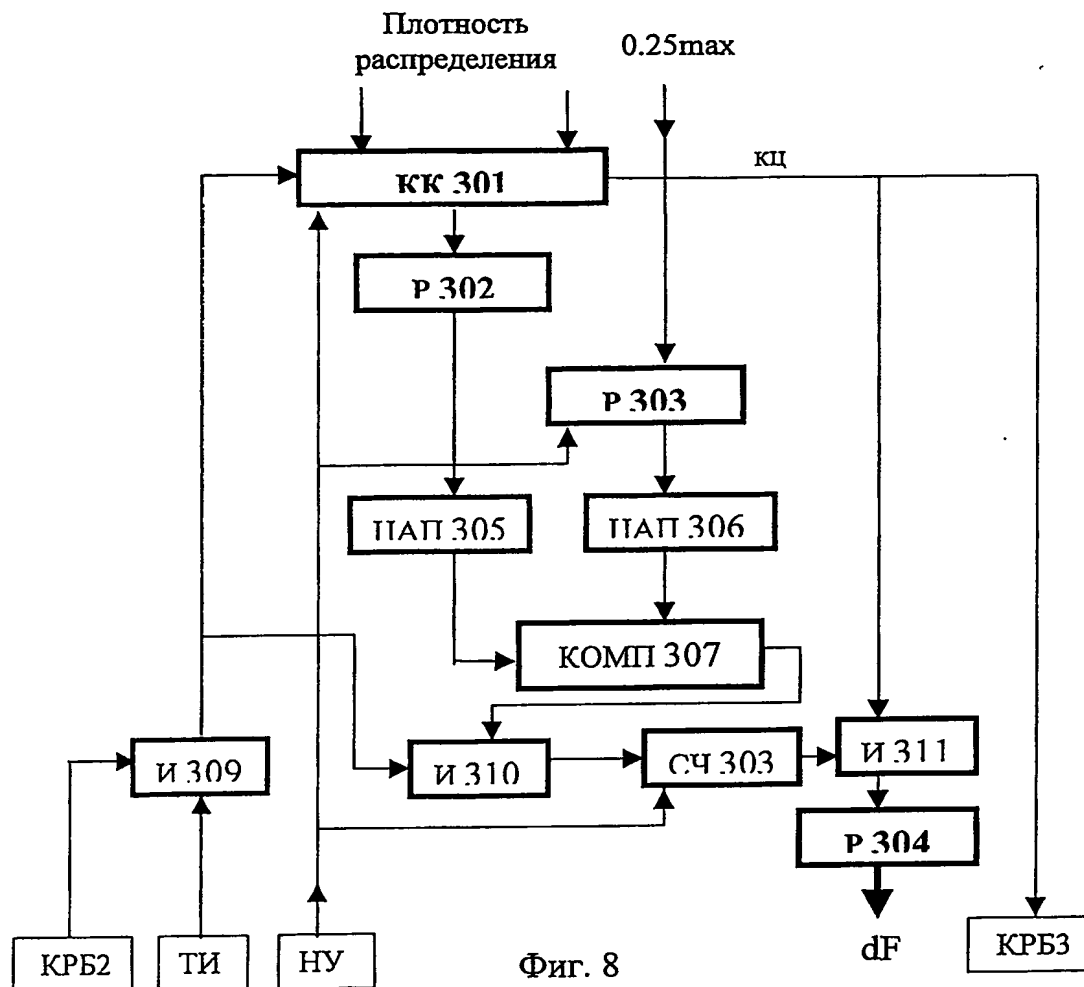 Плотность
распределения
0.25max
КК 301
кц
Р 302
Р 303
ЦАП 305
ЦАП 306
КОМП 307
И 309
И 310
СЧ 303
И 311
Р 304
КРБ2
ТИ
НУ
Фиг. 8
dF
КРБ3